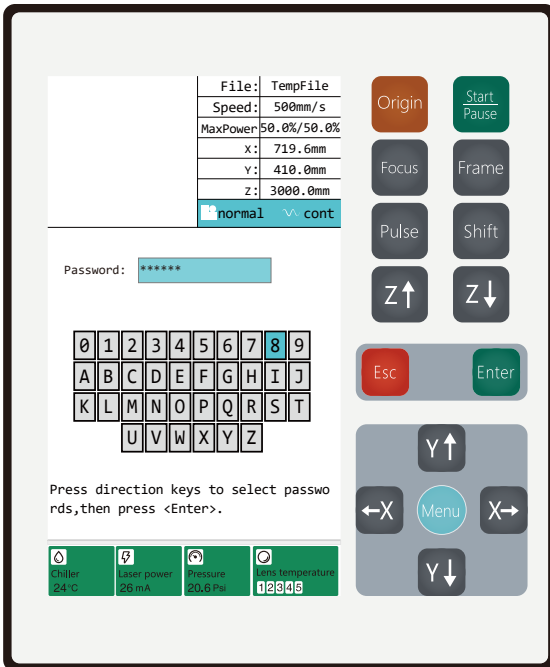 File: TempFile
Speed: 500mm/s
MaxPower 50.0%/50.0%
X: 719.6mm
Y: 410.0mm
Z: 3000.0mm
normal cont
Password: ******
0 1 2 3 4 5 6 7 8 9
A B C D E F G H I J
K L M N O P Q R S T
U V W X Y Z
Press direction keys to select passwo
rds,then press <Enter>.
Chiller
24°C
Laser power
26 mA
Pressure
20.6 Psi
Lens temperature
1 2 3 4 5
Origin
Start
Pause
Focus
Frame
Pulse
Shift
Z↑
Z↓
Esc
Enter
Y↑
←X
Menu
X→
Y↓